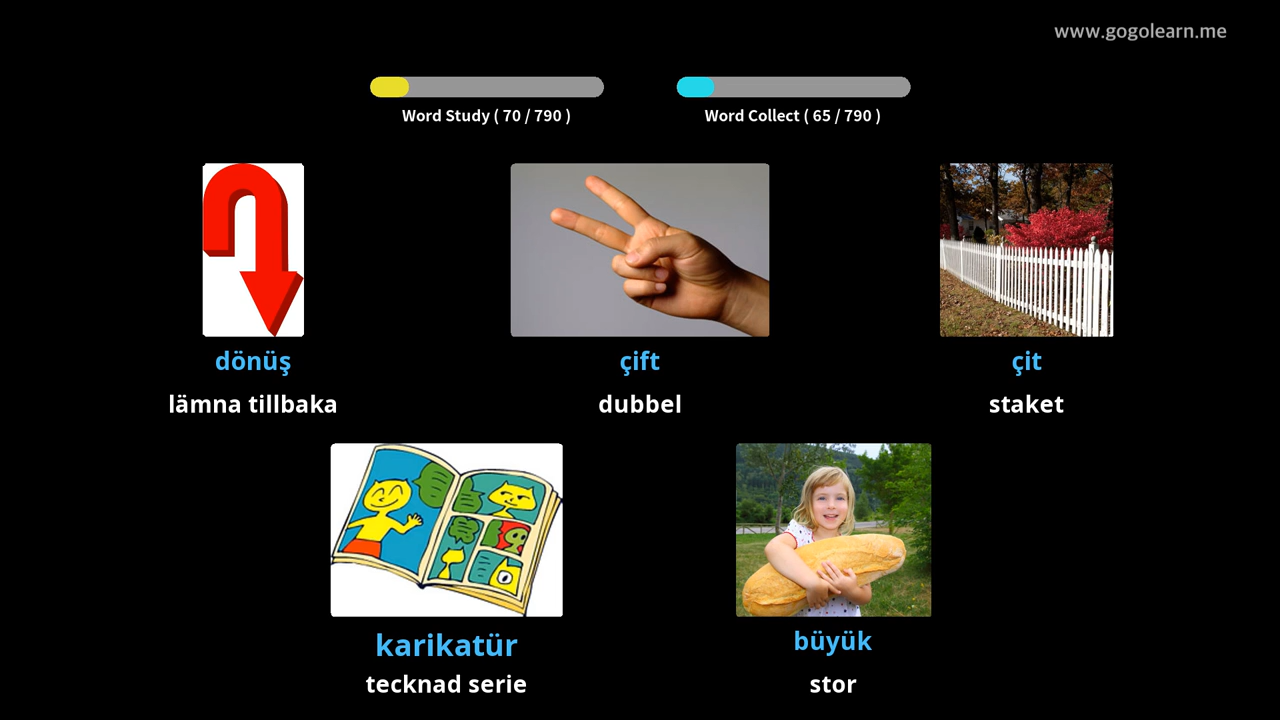 www.gogolearn.me
Word Study ( 70 / 790 )
Word Collect ( 65 / 790 )
dönüş
çift
çit
lämna tillbaka
dubbel
staket
karikatür
büyük
tecknad serie
stor